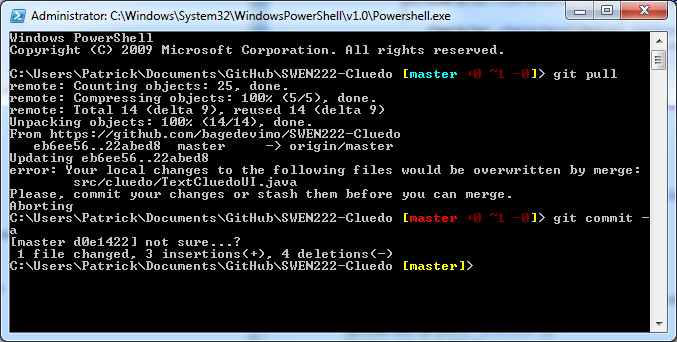 Administrator: C:\Windows\System32\WindowsPowerShell\v1.0\Powershell.exe
Windows PowerShell
Copyright (C) 2009 Microsoft Corporation. All rights reserved.
C:\Users\Patrick\Documents\GitHub\SWEN222-Cluedo [master +0 ~1 -0]> git pull
remote: Counting objects: 25, done.
remote: Compressing objects: 100% (5/5), done.
remote: Total 14 (delta 9), reused 14 (delta 9)
Unpacking objects: 100% (14/14), done.
From https://github.com/bagedevimo/SWEN222-Cluedo
   eb6ee56..22abed8  master     -> origin/master
Updating eb6ee56..22abed8
error: Your local changes to the following files would be overwritten by merge:
        src/cluedo/TextCluedoUI.java
Please, commit your changes or stash them before you can merge.
Aborting
C:\Users\Patrick\Documents\GitHub\SWEN222-Cluedo [master +0 ~1 -0]> git commit -
a
[master d0e1422] not sure...?
 1 file changed, 3 insertions(+), 4 deletions(-)
C:\Users\Patrick\Documents\GitHub\SWEN222-Cluedo [master]>